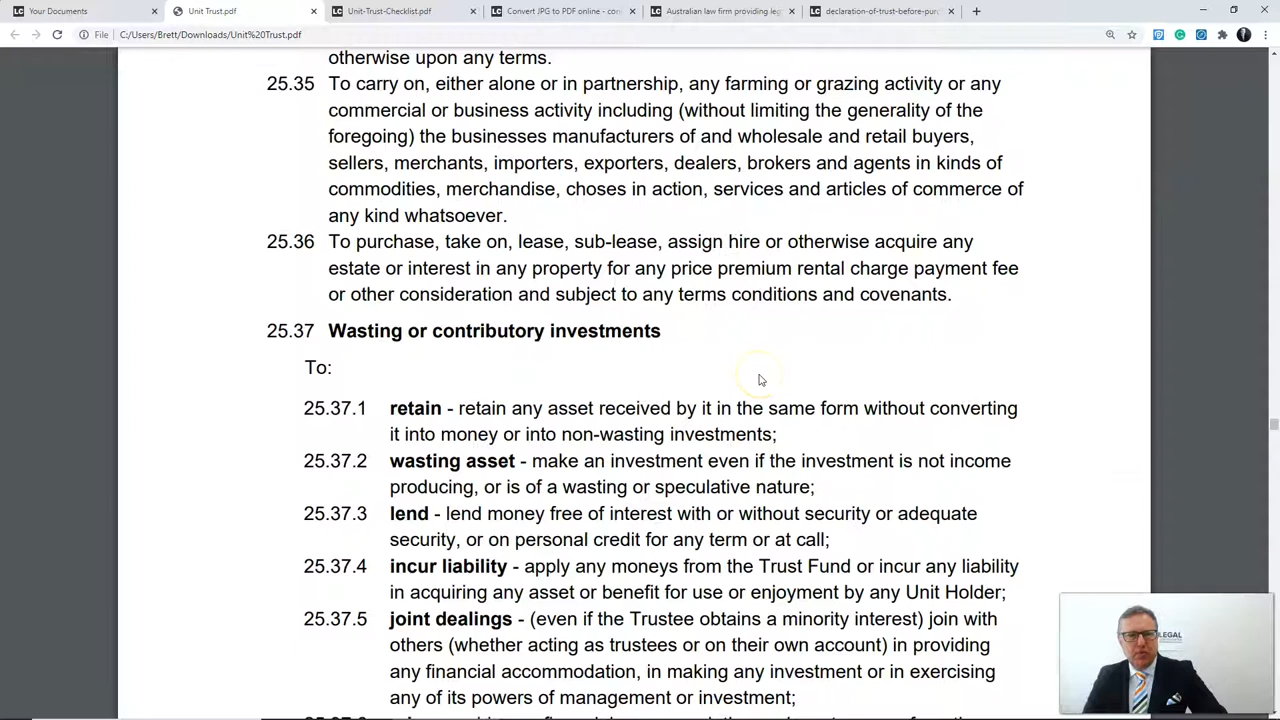 Your Documents
Unit Trust.pdf
Unit-Trust-Checklist.pdf
Convert JPG to PDF online - con
Australian law firm providing leg
declaration-of-trust-before-purc
File
C:/Users/Brett/Downloads/Unit%20Trust.pdf
otherwise upon any terms.
25.35 To carry on, either alone or in partnership, any farming or grazing activity or any
commercial or business activity including (without limiting the generality of the
foregoing) the businesses manufacturers of and wholesale and retail buyers,
sellers, merchants, importers, exporters, dealers, brokers and agents in kinds of
commodities, merchandise, choses in action, services and articles of commerce of
any kind whatsoever.
25.36 To purchase, take on, lease, sub-lease, assign hire or otherwise acquire any
estate or interest in any property for any price premium rental charge payment fee
or other consideration and subject to any terms conditions and covenants.
25.37 Wasting or contributory investments
To:
25.37.1 retain - retain any asset received by it in the same form without converting
it into money or into non-wasting investments;
25.37.2 wasting asset - make an investment even if the investment is not income
producing, or is of a wasting or speculative nature;
25.37.3 lend - lend money free of interest with or without security or adequate
security, or on personal credit for any term or at call;
25.37.4 incur liability - apply any moneys from the Trust Fund or incur any liability
in acquiring any asset or benefit for use or enjoyment by any Unit Holder;
25.37.5 joint dealings - (even if the Trustee obtains a minority interest) join with
others (whether acting as trustees or on their own account) in providing
any financial accommodation, in making any investment or in exercising
any of its powers of management or investment;
LEGAL